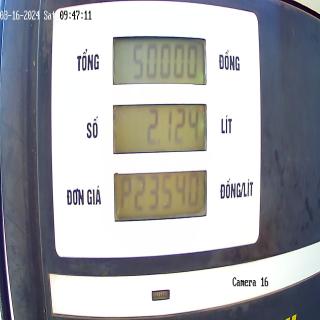 03-16-2024 Sat 09:47:11
TỔNG 50000 ĐỒNG
SỐ 2.124 LÍT
ĐƠN GIÁ P23540 ĐỒNG/LÍT
Camera 16